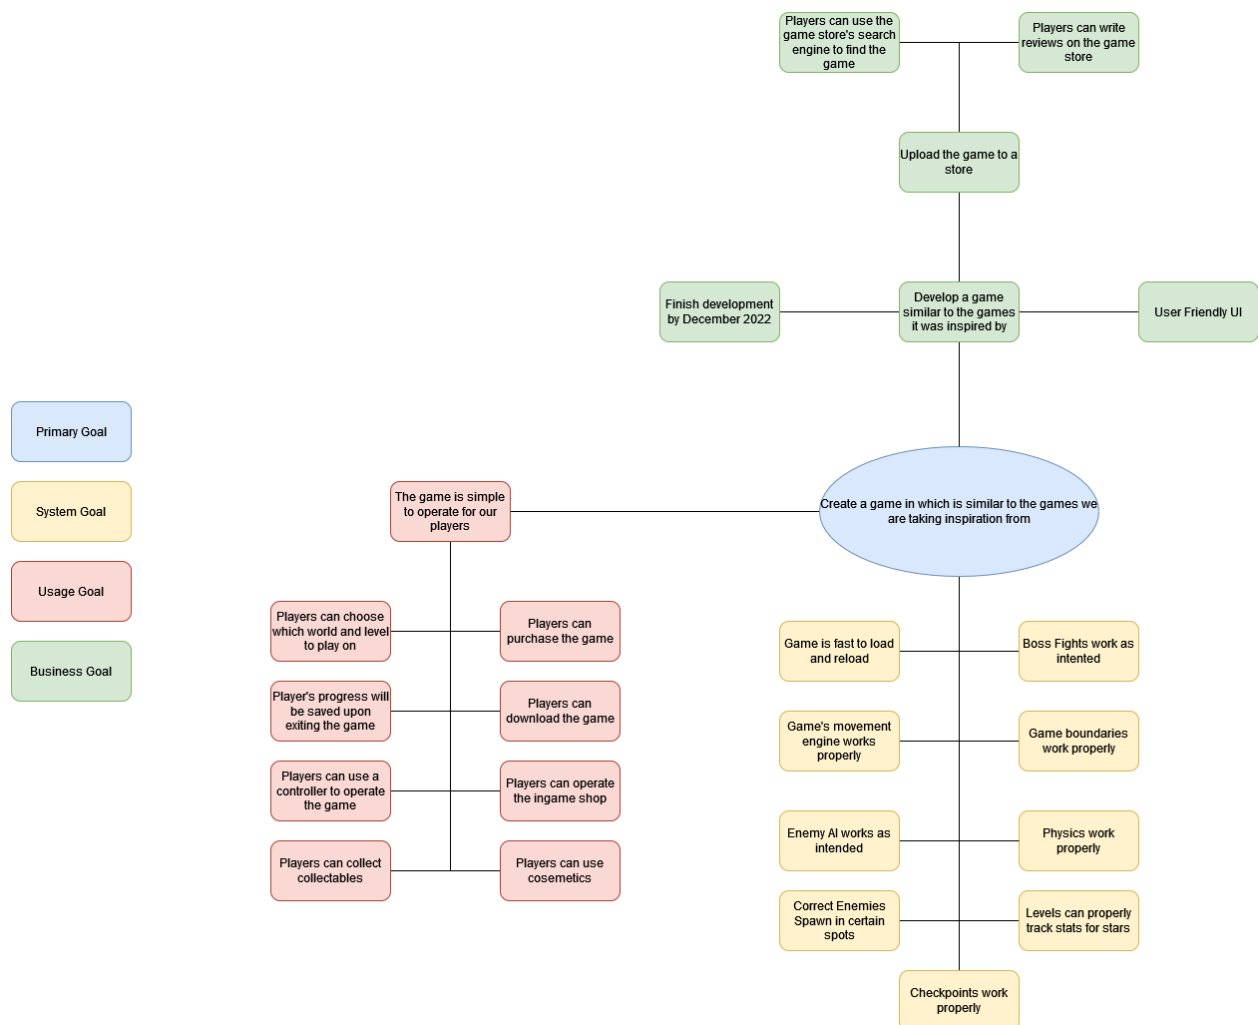 Players can use the
game store's search
engine to find the
game
Players can write
reviews on the game
store
Upload the game to a
store
Finish development
by December 2022
Develop a game
similar to the games
it was inspired by
User Friendly UI
Primary Goal
System Goal
Usage Goal
Business Goal
The game is simple
to operate for our
players
Create a game in which is similar to the games we
are taking inspiration from
Players can choose
which world and level
to play on
Players can
purchase the game
Player's progress will
be saved upon
exiting the game
Players can
download the game
Players can use a
controller to operate
the game
Players can operate
the ingame shop
Players can collect
collectables
Players can use
cosemetics
Game is fast to load
and reload
Boss Fights work as
intented
Game's movement
engine works
properly
Game boundaries
work properly
Enemy AI works as
intended
Physics work
properly
Correct Enemies
Spawn in certain
spots
Levels can properly
track stats for stars
Checkpoints work
properly